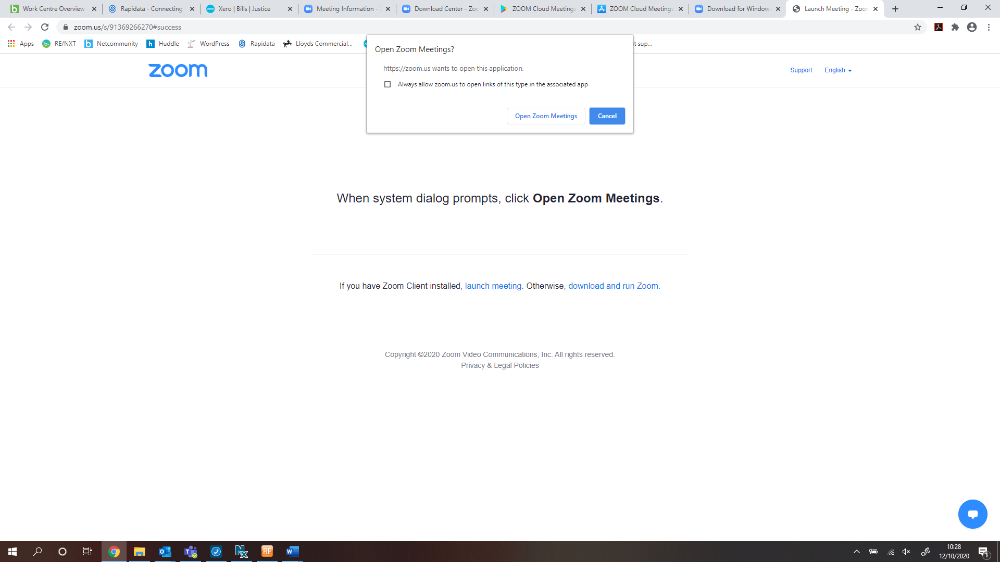 Work Centre Overview
Rapidata - Connecting
Xero | Bills | Justice
Meeting Information -
Download Center - Zoo
ZOOM Cloud Meetings
ZOOM Cloud Meetings
Download for Windows
Launch Meeting - Zoom
zoom.us/s/91369266270#success
Apps
RE/NXT
Netcommunity
Huddle
WordPress
Rapidata
Lloyds Commercial...
t sup...
Open Zoom Meetings?
https://zoom.us wants to open this application.
Always allow zoom.us to open links of this type in the associated app
Open Zoom Meetings
Cancel
zoom
Support
English
When system dialog prompts, click Open Zoom Meetings.
If you have Zoom Client installed, launch meeting. Otherwise, download and run Zoom.
Copyright ©2020 Zoom Video Communications, Inc. All rights reserved.
Privacy & Legal Policies
10:28
12/10/2020
1